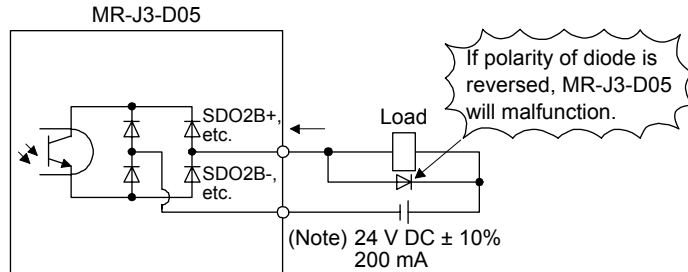 MR-J3-D05
If polarity of diode is
reversed, MR-J3-D05
will malfunction.
SDO2B+,
etc.
Load
SDO2B-,
etc.
(Note) 24 V DC ± 10%
200 mA